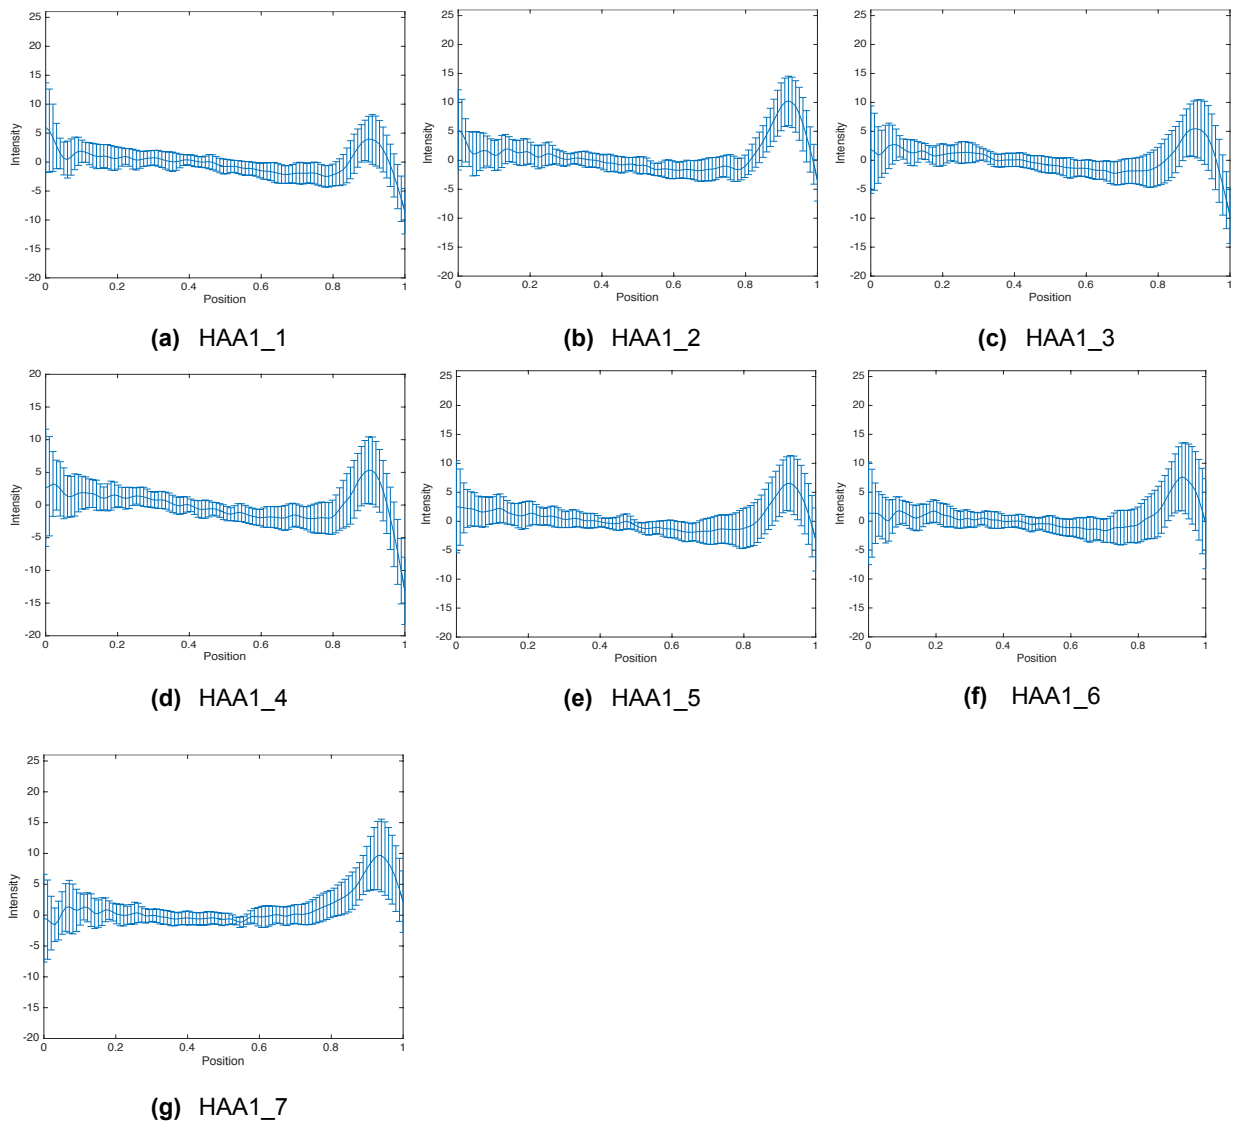 25
20
15
10
5
0
-5
-10
-15
-20
Intensity
0 0.2 0.4 0.6 0.8 1
Position
(a) HAA1_1
25
20
15
10
5
0
-5
-10
-15
-20
Intensity
0 0.2 0.4 0.6 0.8 1
Position
(b) HAA1_2
25
20
15
10
5
0
-5
-10
-15
-20
Intensity
0 0.2 0.4 0.6 0.8 1
Position
(c) HAA1_3
20
15
10
5
0
-5
-10
-15
-20
Intensity
0 0.2 0.4 0.6 0.8 1
Position
(d) HAA1_4
25
20
15
10
5
0
-5
-10
-15
-20
Intensity
0 0.2 0.4 0.6 0.8 1
Position
(e) HAA1_5
25
20
15
10
5
0
-5
-10
-15
-20
Intensity
0 0.2 0.4 0.6 0.8 1
Position
(f) HAA1_6
25
20
15
10
5
0
-5
-10
-15
-20
Intensity
0 0.2 0.4 0.6 0.8 1
Position
(g) HAA1_7